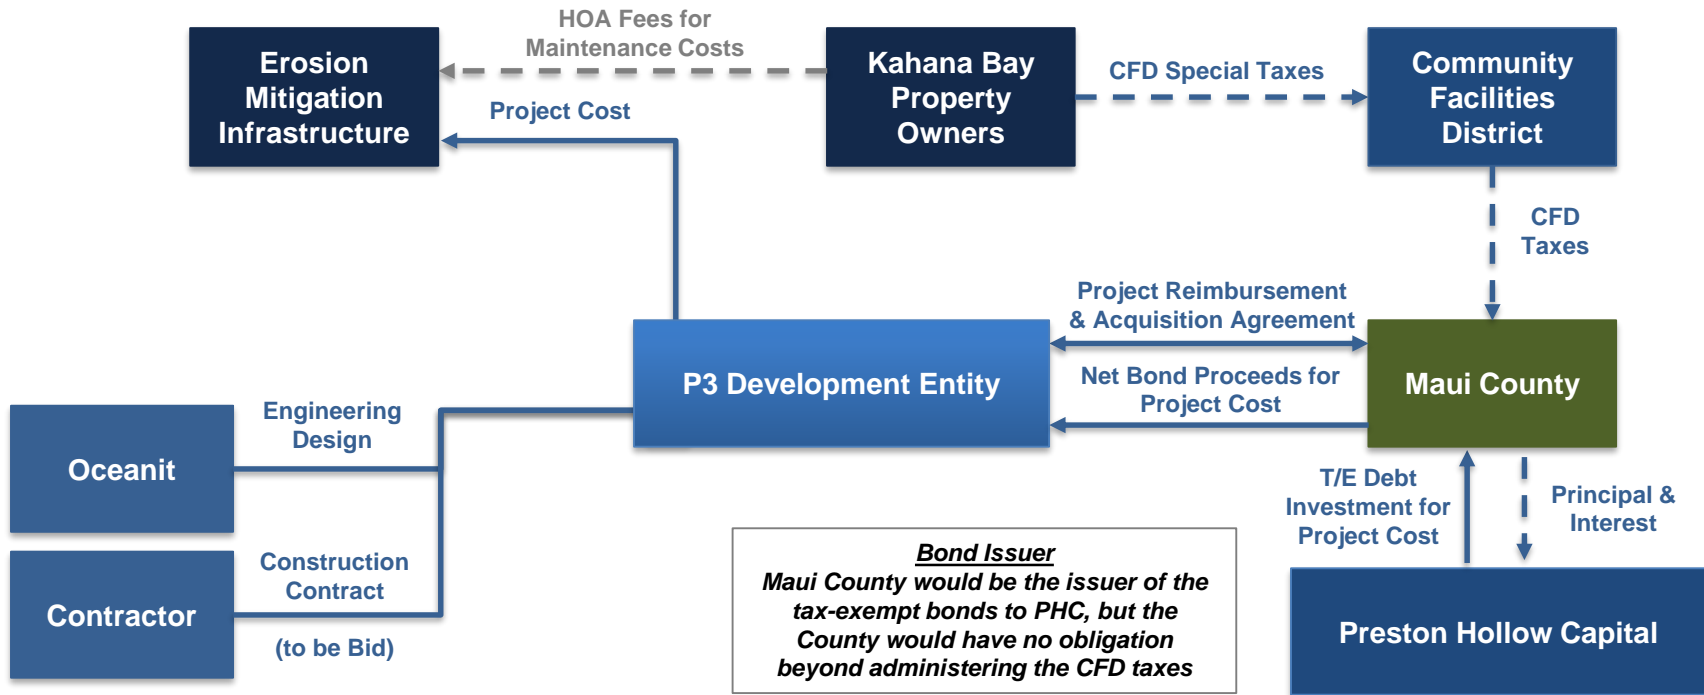 HOA Fees for
Maintenance Costs
Erosion
Mitigation
Infrastructure
Kahana Bay
Property
Owners
CFD Special Taxes
Community
Facilities
District
Project Cost
CFD
Taxes
Project Reimbursement
& Acquisition Agreement
P3 Development Entity
Net Bond Proceeds for
Project Cost
Maui County
Engineering
Design
Oceanit
T/E Debt
Investment for
Project Cost
Principal &
Interest
Construction
Contract
Contractor
(to be Bid)
Bond Issuer
Maui County would be the issuer of the
tax-exempt bonds to PHC, but the
County would have no obligation
beyond administering the CFD taxes
Preston Hollow Capital